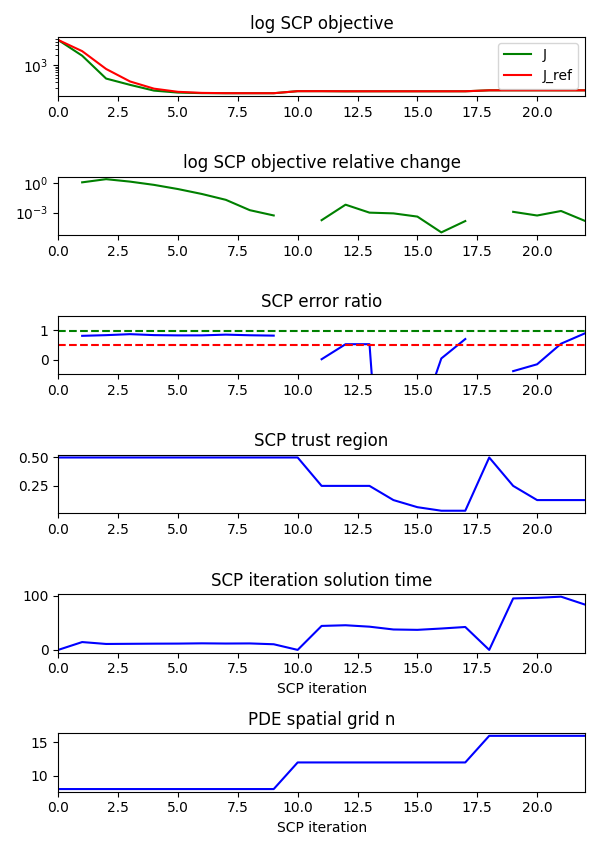 log SCP objective
10³
J
J_ref
0.0 2.5 5.0 7.5 10.0 12.5 15.0 17.5 20.0
log SCP objective relative change
10⁰
10⁻³
0.0 2.5 5.0 7.5 10.0 12.5 15.0 17.5 20.0
SCP error ratio
1
0
0.0 2.5 5.0 7.5 10.0 12.5 15.0 17.5 20.0
SCP trust region
0.50
0.25
0.0 2.5 5.0 7.5 10.0 12.5 15.0 17.5 20.0
SCP iteration solution time
100
0
0.0 2.5 5.0 7.5 10.0 12.5 15.0 17.5 20.0
SCP iteration
PDE spatial grid n
15
10
0.0 2.5 5.0 7.5 10.0 12.5 15.0 17.5 20.0
SCP iteration